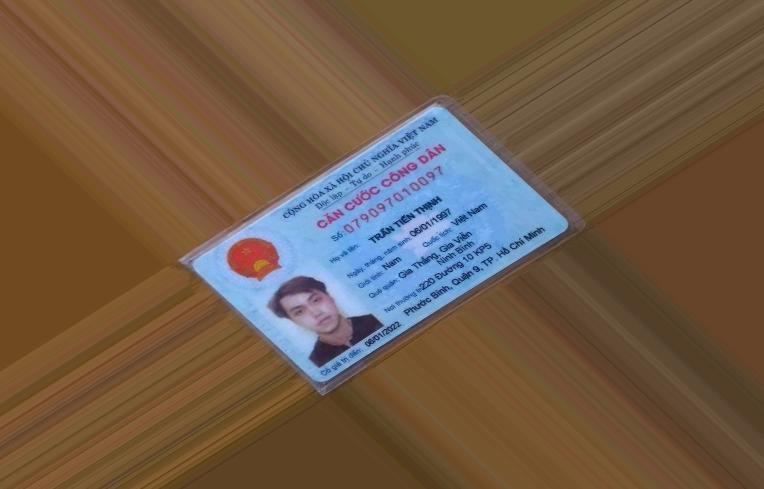 CỘNG HÒA XÃ HỘI CHỦ NGHĨA VIỆT NAM
Độc lập - Tự do - Hạnh phúc
CĂN CƯỚC CÔNG DÂN
Số: 079097010097
Họ và tên: TRẦN TIẾN THỊNH
Ngày, tháng, năm sinh: 06/01/1997
Giới tính: Nam Quốc tịch: Việt Nam
Quê quán: Gia Thắng, Gia Viễn
Ninh Bình
Nơi thường trú: 220 Đường 10 KP5
Phước Bình, Quận 9, TP. Hồ Chí Minh
Có giá trị đến: 06/01/2022